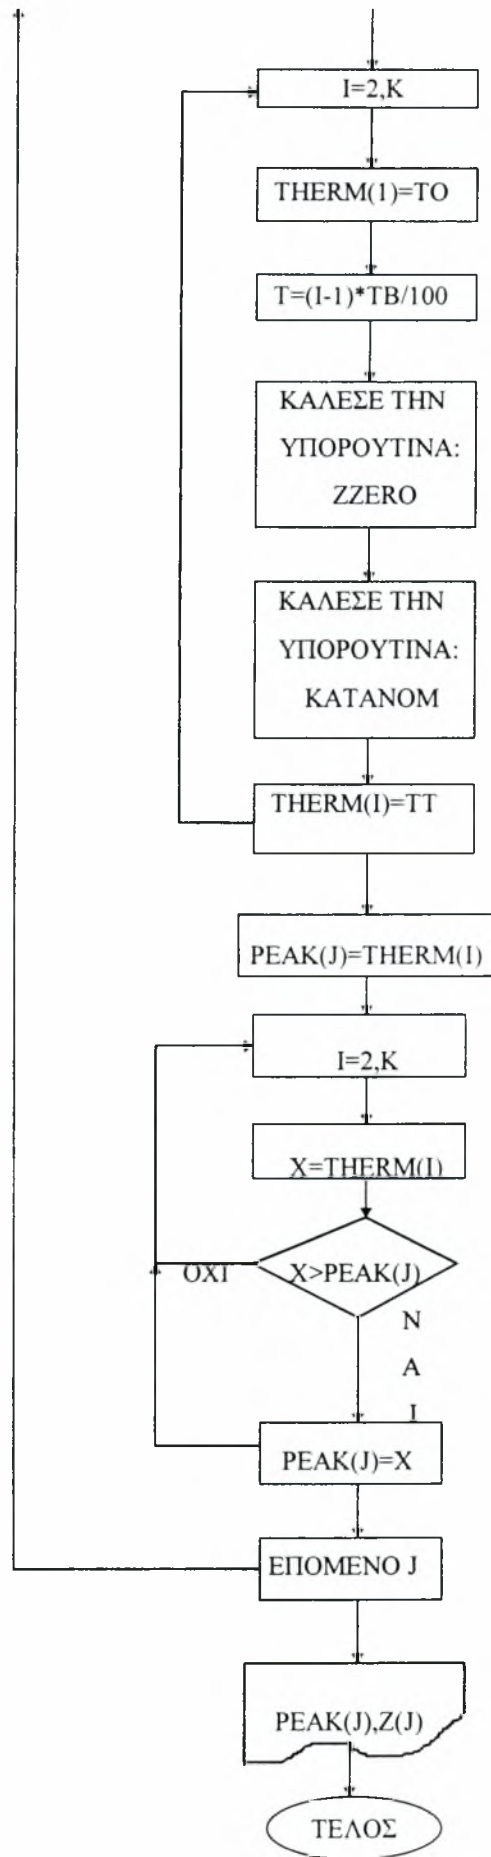 I=2,K
THERM(1)=TO
T=(I-1)*TB/100
ΚΑΛΕΣΕ ΤΗΝ
ΥΠΟΡΟΥΤΙΝΑ:
ZZERO
ΚΑΛΕΣΕ ΤΗΝ
ΥΠΟΡΟΥΤΙΝΑ:
KATANOM
THERM(I)=TT
PEAK(J)=THERM(I)
I=2,K
X=THERM(I)
ΟΧΙ X>PEAK(J)
Ν
Α
Ι
PEAK(J)=X
ΕΠΟΜΕΝΟ J
PEAK(J),Z(J)
ΤΕΛΟΣ